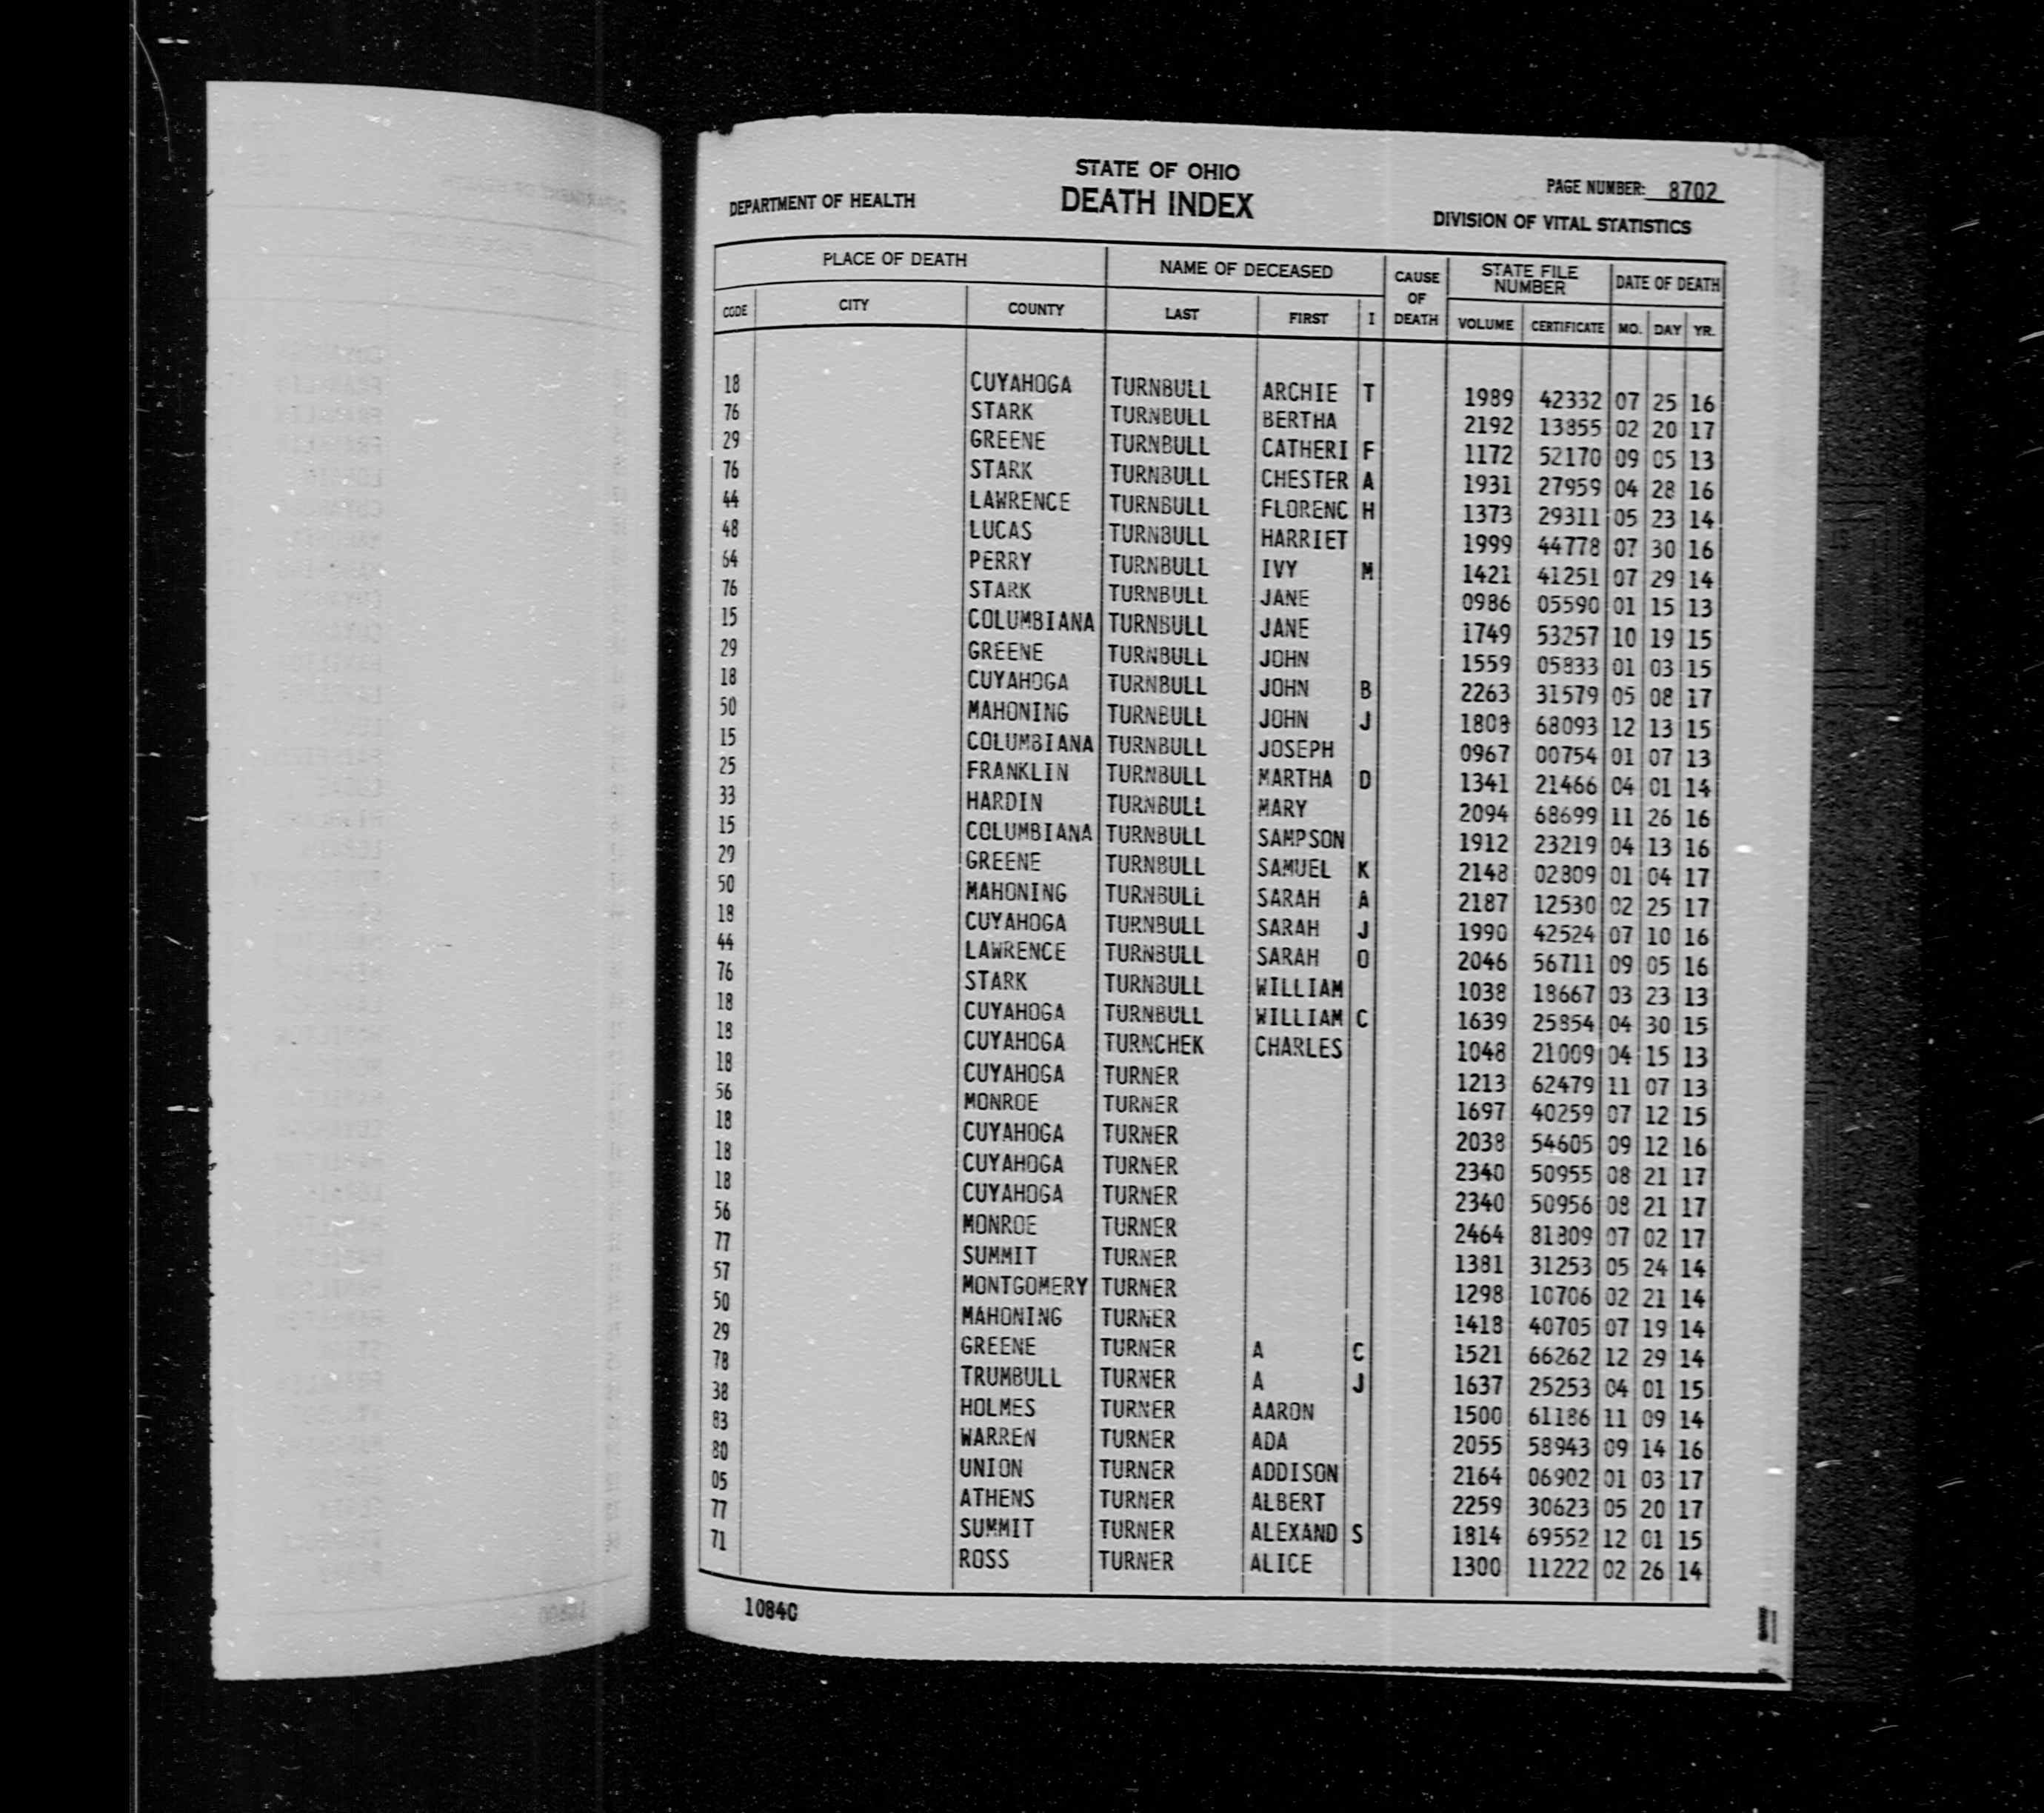 STATE OF OHIO
PAGE NUMBER: 8702
DEPARTMENT OF HEALTH DEATH INDEX DIVISION OF VITAL STATISTICS
PLACE OF DEATH NAME OF DECEASED CAUSE OF DEATH STATE FILE NUMBER DATE OF DEATH
CODE CITY COUNTY LAST FIRST I VOLUME CERTIFICATE MO. DAY YR.
18 CUYAHOGA TURNBULL ARCHIE T 1989 42332 07 25 16
76 STARK TURNBULL BERTHA 2192 13855 02 20 17
29 GREENE TURNBULL CATHERI F 1172 52170 09 05 13
76 STARK TURNBULL CHESTER A 1931 27959 04 28 16
44 LAWRENCE TURNBULL FLORENC H 1373 29311 05 23 14
48 LUCAS TURNBULL HARRIET 1999 44778 07 30 16
64 PERRY TURNBULL IVY M 1421 41251 07 29 14
76 STARK TURNBULL JANE 0986 05590 01 15 13
15 COLUMBIANA TURNBULL JANE 1749 53257 10 19 15
29 GREENE TURNBULL JOHN 1559 05833 01 03 15
18 CUYAHOGA TURNBULL JOHN B 2263 31579 05 08 17
50 MAHONING TURNBULL JOHN J 1808 68093 12 13 15
15 COLUMBIANA TURNBULL JOSEPH 0967 00754 01 07 13
25 FRANKLIN TURNBULL MARTHA D 1341 21466 04 01 14
33 HARDIN TURNBULL MARY 2094 68699 11 26 16
15 COLUMBIANA TURNBULL SAMPSON 1912 23219 04 13 16
29 GREENE TURNBULL SAMUEL K 2148 02809 01 04 17
50 MAHONING TURNBULL SARAH A 2187 12530 02 25 17
18 CUYAHOGA TURNBULL SARAH J 1990 42524 07 10 16
44 LAWRENCE TURNBULL SARAH O 2046 56711 09 05 16
76 STARK TURNBULL WILLIAM 1038 18667 03 23 13
18 CUYAHOGA TURNBULL WILLIAM C 1639 25854 04 30 15
18 CUYAHOGA TURNCHEK CHARLES 1048 21009 04 15 13
18 CUYAHOGA TURNER 1213 62479 11 07 13
56 MONROE TURNER 1697 40259 07 12 15
18 CUYAHOGA TURNER 2038 54605 09 12 16
18 CUYAHOGA TURNER 2340 50955 08 21 17
18 CUYAHOGA TURNER 2340 50956 08 21 17
56 MONROE TURNER 2464 81809 07 02 17
77 SUMMIT TURNER 1381 31253 05 24 14
57 MONTGOMERY TURNER 1298 10706 02 21 14
50 MAHONING TURNER 1418 40705 07 19 14
29 GREENE TURNER A C 1521 66262 12 29 14
78 TRUMBULL TURNER A J 1637 25253 04 01 15
38 HOLMES TURNER AARON 1500 61186 11 09 14
83 WARREN TURNER ADA 2055 58943 09 14 16
80 UNION TURNER ADDISON 2164 06902 01 03 17
05 ATHENS TURNER ALBERT 2259 30623 05 20 17
77 SUMMIT TURNER ALEXAND S 1814 69552 12 01 15
71 ROSS TURNER ALICE 1300 11222 02 26 14
1084C